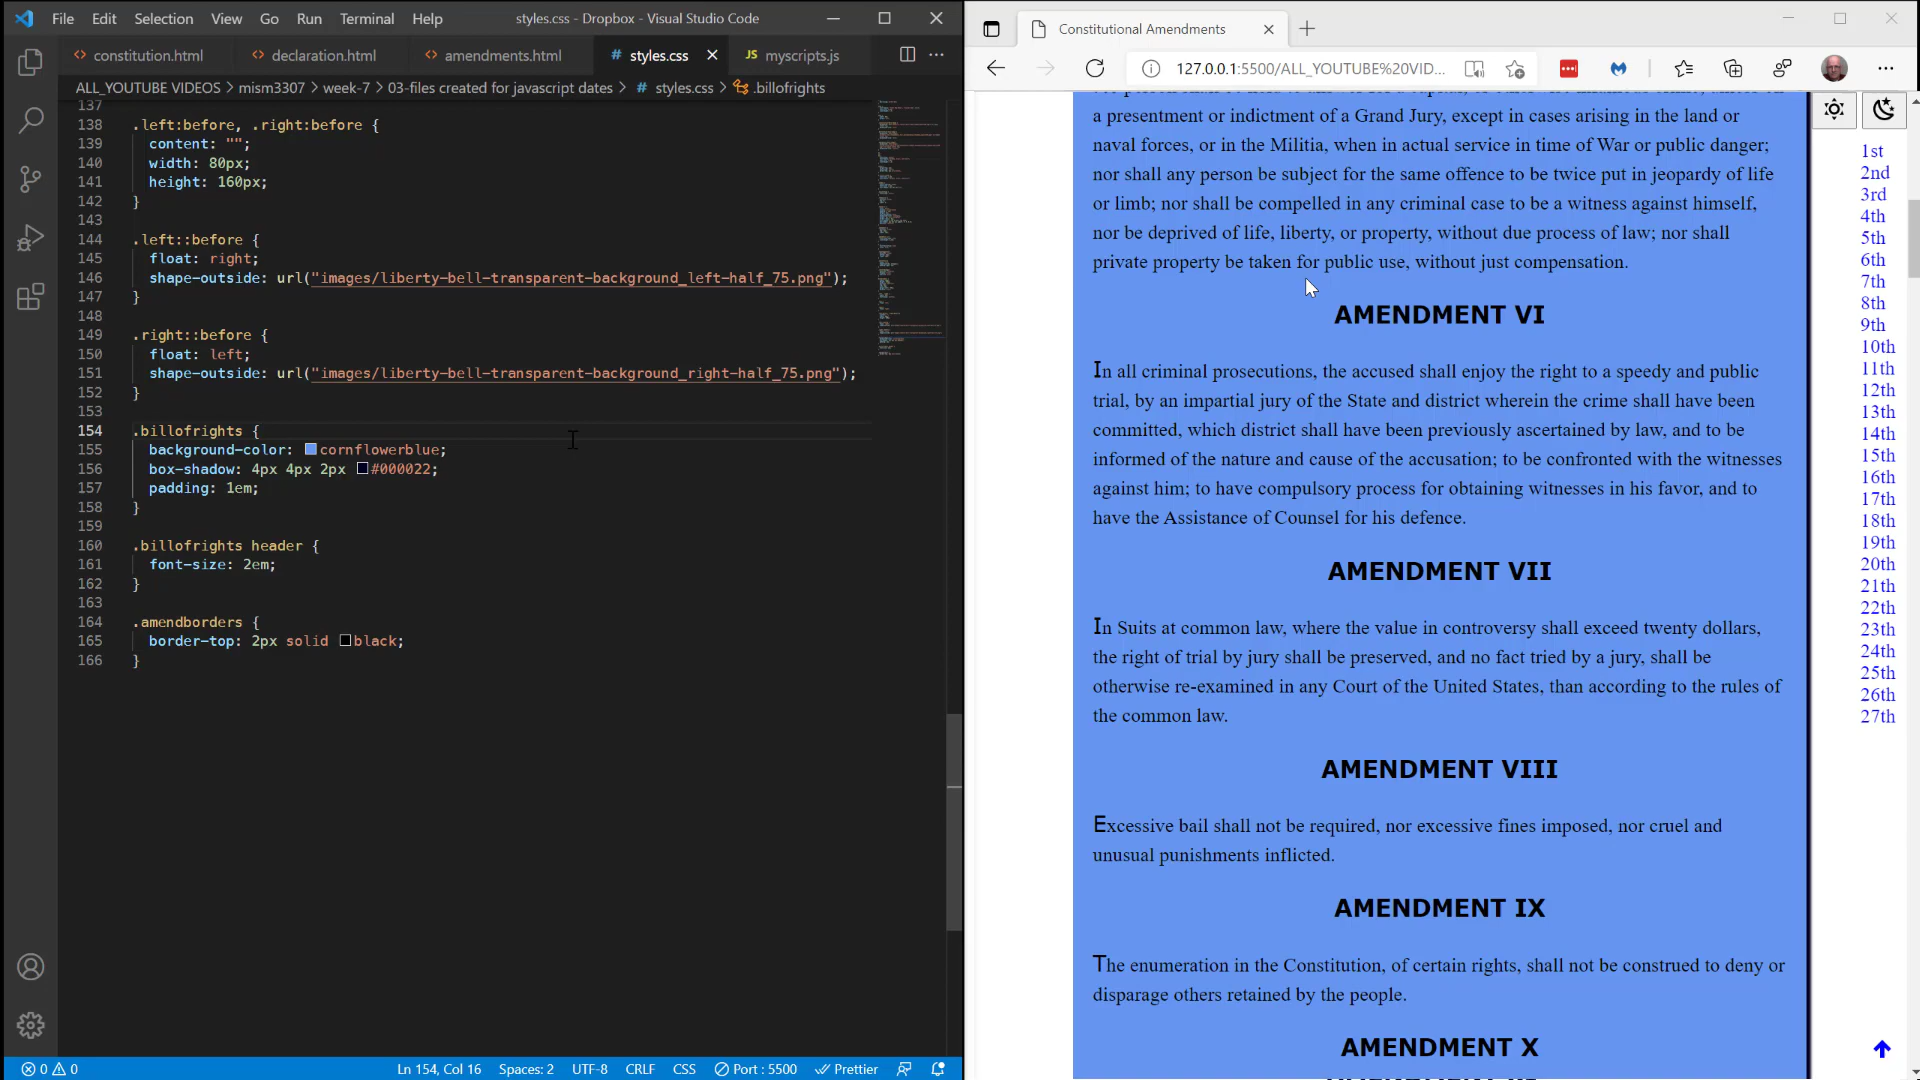 File Edit Selection View Go Run Terminal Help styles.css - Dropbox - Visual Studio Code
constitution.html declaration.html amendments.html # styles.css JS myscripts.js
ALL_YOUTUBE VIDEOS > mism3307 > week-7 > 03-files created for javascript dates > # styles.css > .billofrights
137
138 .left:before, .right:before {
139 content: "";
140 width: 80px;
141 height: 160px;
142 }
143
144 .left::before {
145 float: right;
146 shape-outside: url("images/liberty-bell-transparent-background_left-half_75.png");
147 }
148
149 .right::before {
150 float: left;
151 shape-outside: url("images/liberty-bell-transparent-background_right-half_75.png");
152 }
153
154 .billofrights {
155 background-color: cornflowerblue;
156 box-shadow: 4px 4px 2px #000022;
157 padding: 1em;
158 }
159
160 .billofrights header {
161 font-size: 2em;
162 }
163
164 .amendborders {
165 border-top: 2px solid black;
166 }
0 0 Ln 154, Col 16 Spaces: 2 UTF-8 CRLF CSS Port : 5500 Prettier
Constitutional Amendments
127.0.0.1:5500/ALL_YOUTUBE%20VID...
a presentment or indictment of a Grand Jury, except in cases arising in the land or
naval forces, or in the Militia, when in actual service in time of War or public danger;
nor shall any person be subject for the same offence to be twice put in jeopardy of life
or limb; nor shall be compelled in any criminal case to be a witness against himself,
nor be deprived of life, liberty, or property, without due process of law; nor shall
private property be taken for public use, without just compensation.
AMENDMENT VI
In all criminal prosecutions, the accused shall enjoy the right to a speedy and public
trial, by an impartial jury of the State and district wherein the crime shall have been
committed, which district shall have been previously ascertained by law, and to be
informed of the nature and cause of the accusation; to be confronted with the witnesses
against him; to have compulsory process for obtaining witnesses in his favor, and to
have the Assistance of Counsel for his defence.
AMENDMENT VII
In Suits at common law, where the value in controversy shall exceed twenty dollars,
the right of trial by jury shall be preserved, and no fact tried by a jury, shall be
otherwise re-examined in any Court of the United States, than according to the rules of
the common law.
AMENDMENT VIII
Excessive bail shall not be required, nor excessive fines imposed, nor cruel and
unusual punishments inflicted.
AMENDMENT IX
The enumeration in the Constitution, of certain rights, shall not be construed to deny or
disparage others retained by the people.
AMENDMENT X
1st
2nd
3rd
4th
5th
6th
7th
8th
9th
10th
11th
12th
13th
14th
15th
16th
17th
18th
19th
20th
21th
22th
23th
24th
25th
26th
27th